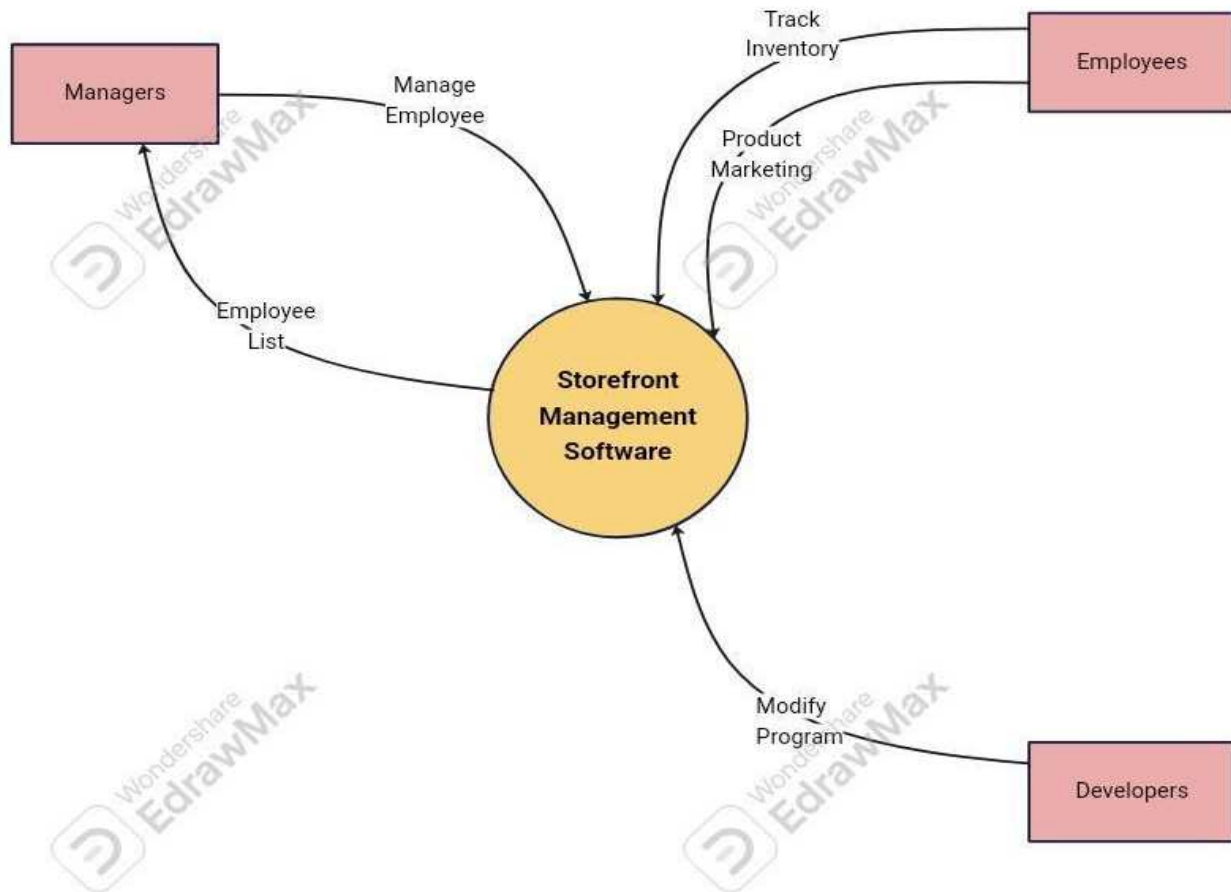 Track
Inventory
Employees
Managers
Manage
Employee
Product
Marketing
Wondershare
EdrawMax
Wondershare
EdrawMax
Employee
List
Storefront
Management
Software
Modify
Program
Developers
Wondershare
EdrawMax
Wondershare
EdrawMax